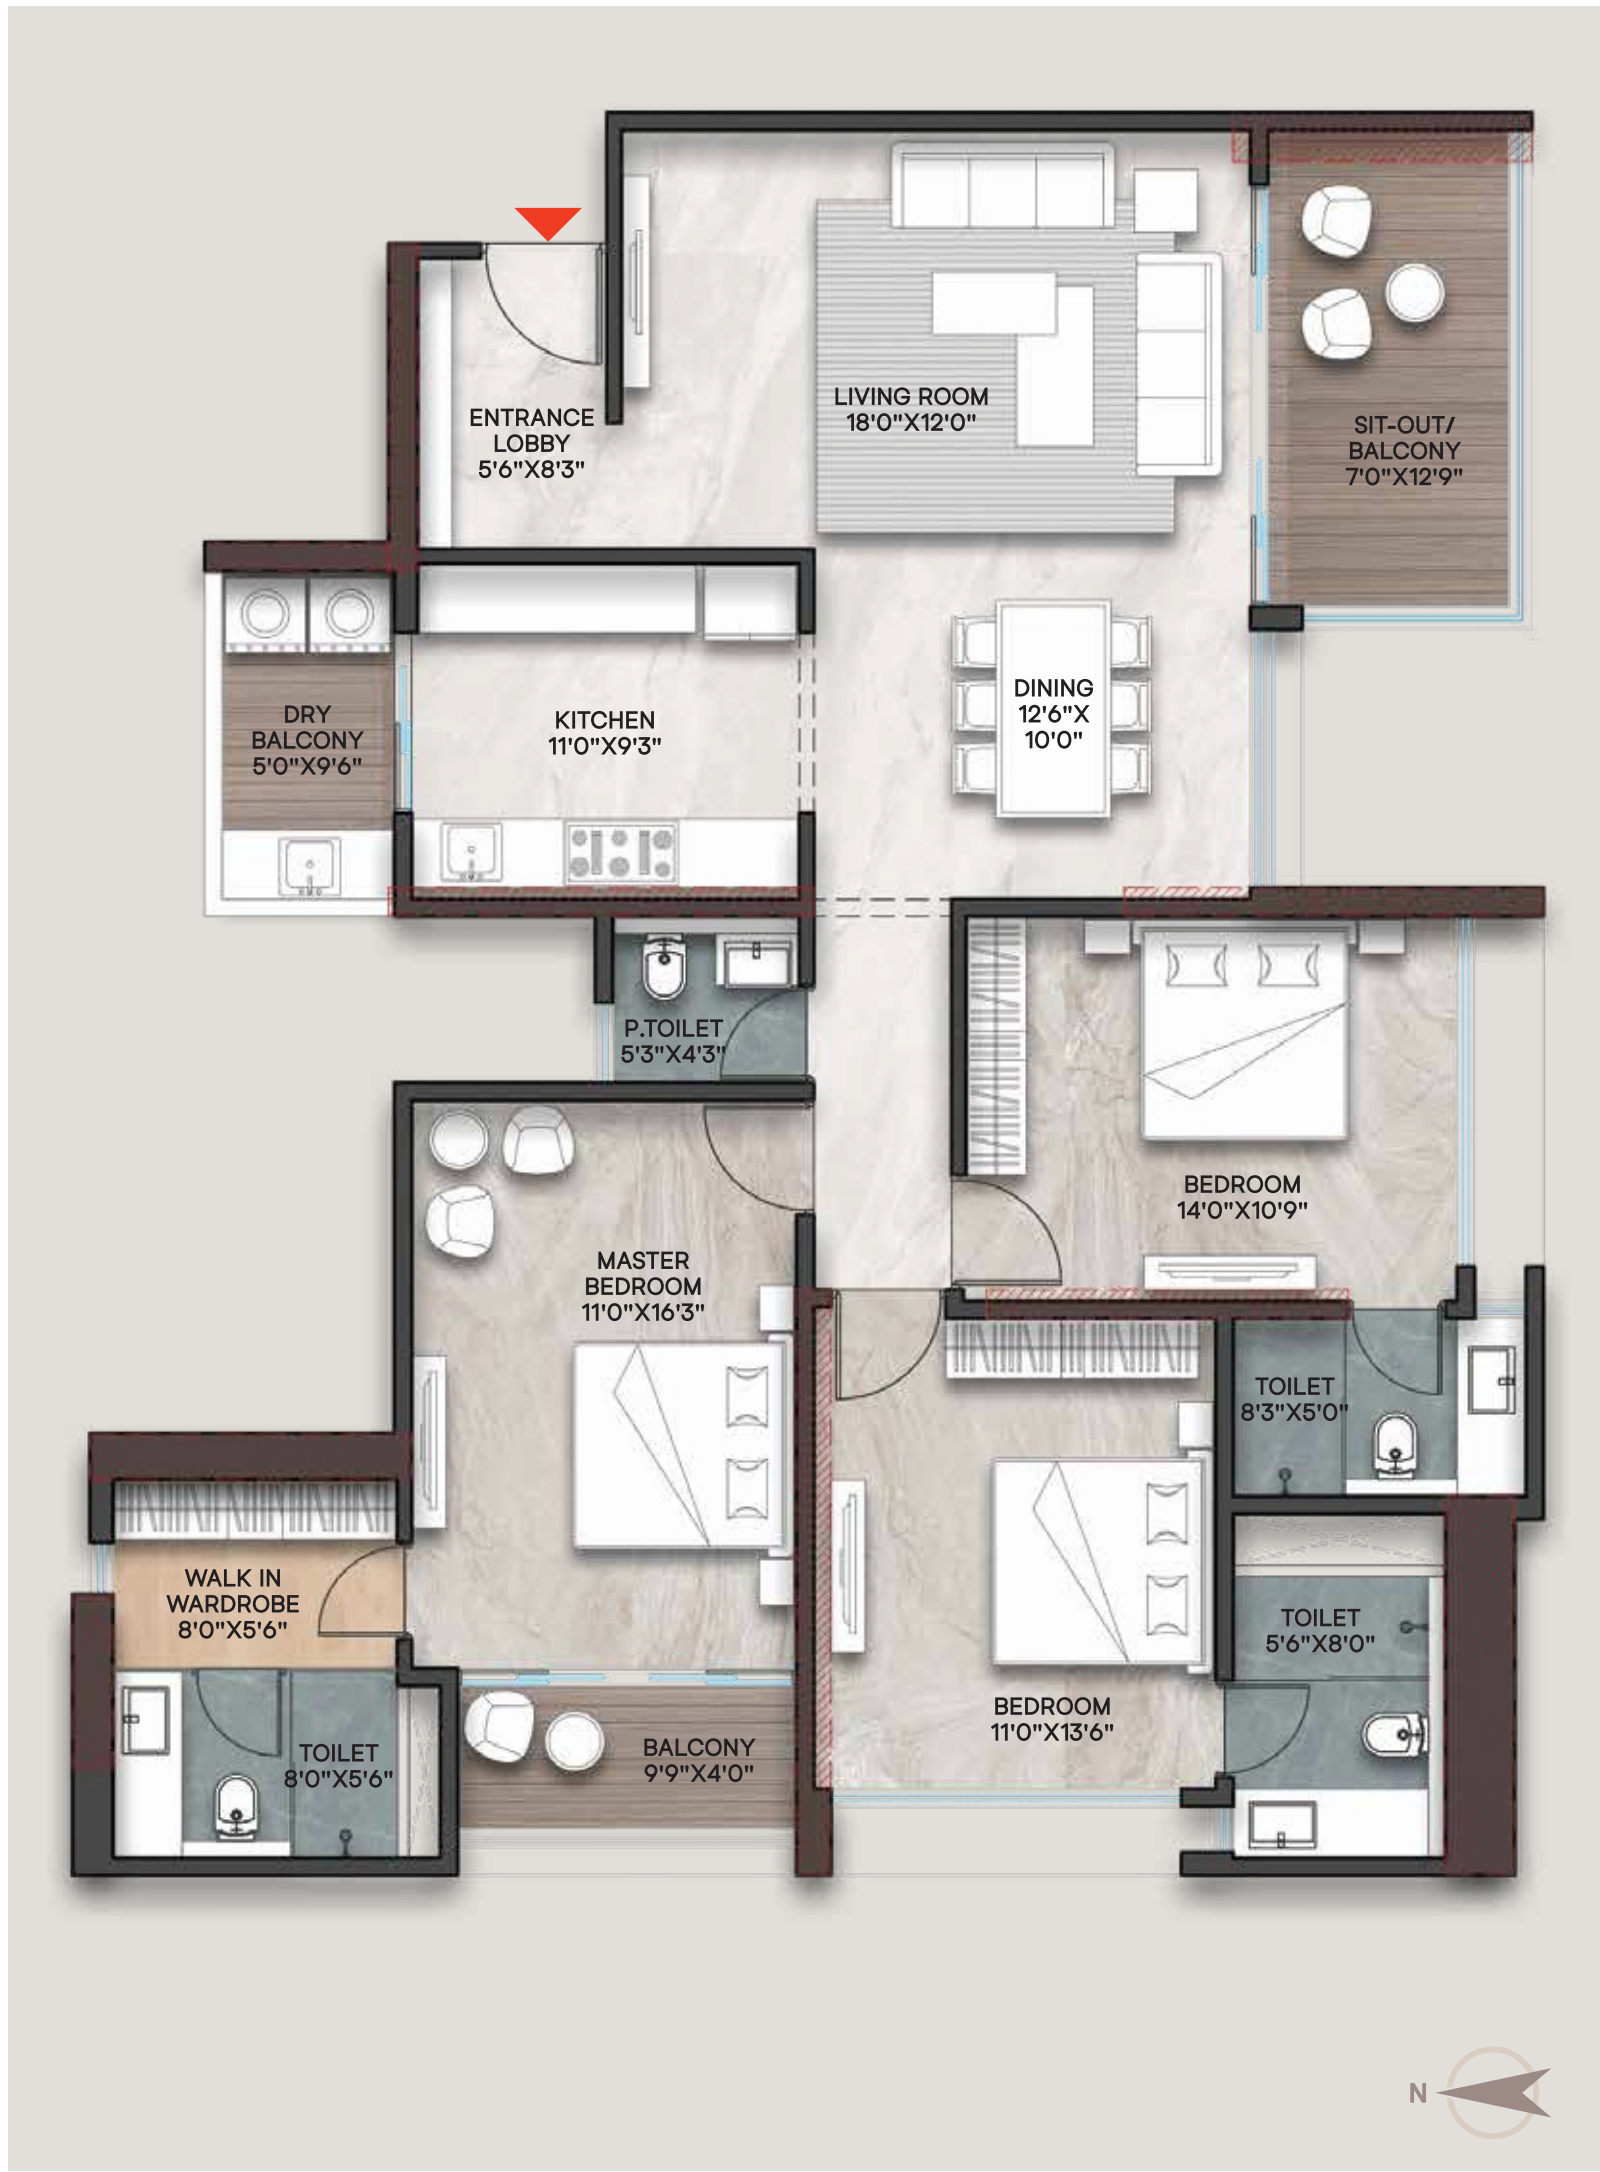 ENTRANCE
LOBBY
5'6"X8'3"
LIVING ROOM
18'0"X12'0"
SIT-OUT/
BALCONY
7'0"X12'9"
DRY
BALCONY
5'0"X9'6"
KITCHEN
11'0"X9'3"
DINING
12'6"X
10'0"
P.TOILET
5'3"X4'3"
BEDROOM
14'0"X10'9"
MASTER
BEDROOM
11'0"X16'3"
TOILET
8'3"X5'0"
WALK IN
WARDROBE
8'0"X5'6"
TOILET
5'6"X8'0"
BEDROOM
11'0"X13'6"
TOILET
8'0"X5'6"
BALCONY
9'9"X4'0"
N